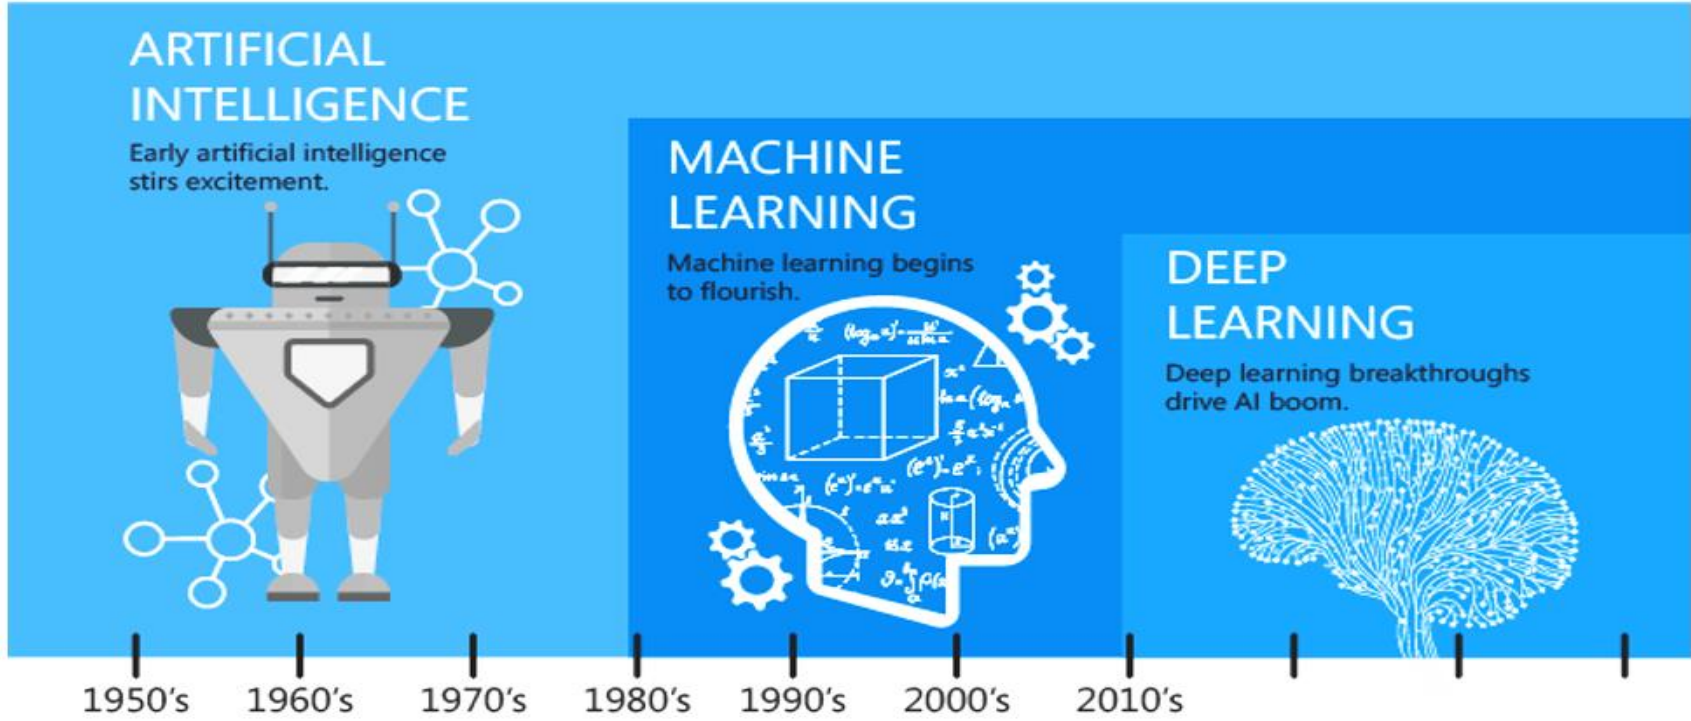 ARTIFICIAL
INTELLIGENCE
Early artificial intelligence
stirs excitement.
MACHINE
LEARNING
Machine learning begins
to flourish.
DEEP
LEARNING
Deep learning breakthroughs
drive AI boom.
1950's 1960's 1970's 1980's 1990's 2000's 2010's